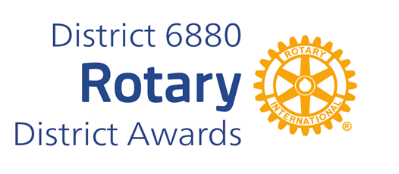 District 6880
Rotary
District Awards
ROTARY
INTERNATIONAL
®